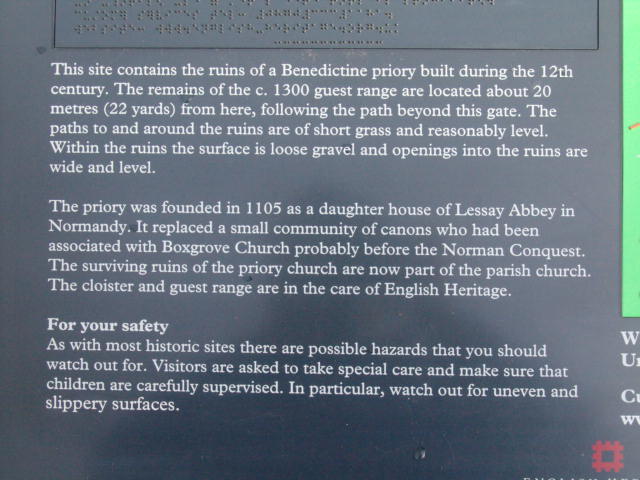 This site contains the ruins of a Benedictine priory built during the 12th
century. The remains of the c. 1300 guest range are located about 20
metres (22 yards) from here, following the path beyond this gate. The
paths to and around the ruins are of short grass and reasonably level.
Within the ruins the surface is loose gravel and openings into the ruins are
wide and level.
The priory was founded in 1105 as a daughter house of Lessay Abbey in
Normandy. It replaced a small community of canons who had been
associated with Boxgrove Church probably before the Norman Conquest.
The surviving ruins of the priory church are now part of the parish church.
The cloister and guest range are in the care of English Heritage.
For your safety
As with most historic sites there are possible hazards that you should
watch out for. Visitors are asked to take special care and make sure that
children are carefully supervised. In particular, watch out for uneven and
slippery surfaces.